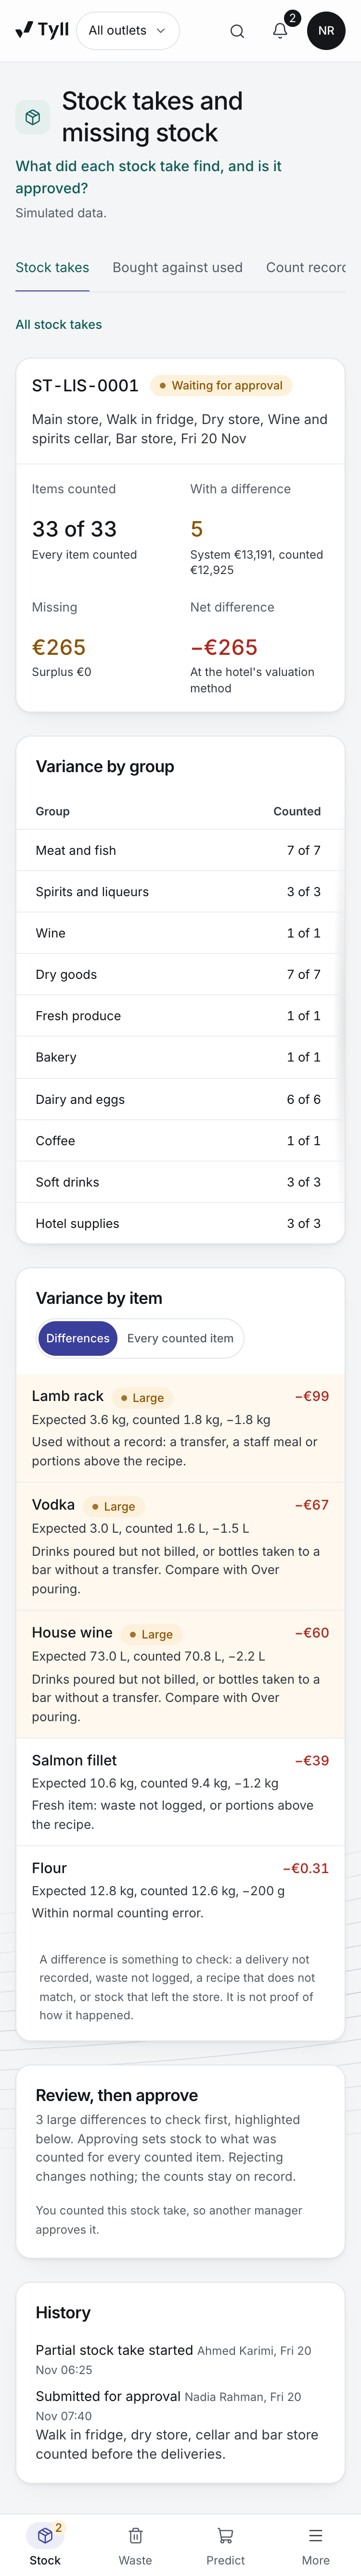 Tyll
All outlets
2
NR
Stock takes and
missing stock
What did each stock take find, and is it
approved?
Simulated data.
Stock takes
Bought against used
Count record
All stock takes
ST-LIS-0001
Waiting for approval
Main store, Walk in fridge, Dry store, Wine and
spirits cellar, Bar store, Fri 20 Nov
Items counted
33 of 33
Every item counted
With a difference
5
System €13,191, counted
€12,925
Missing
€265
Surplus €0
Net difference
−€265
At the hotel's valuation
method
Variance by group
Group
Counted
Meat and fish
7 of 7
Spirits and liqueurs
3 of 3
Wine
1 of 1
Dry goods
7 of 7
Fresh produce
1 of 1
Bakery
1 of 1
Dairy and eggs
6 of 6
Coffee
1 of 1
Soft drinks
3 of 3
Hotel supplies
3 of 3
Variance by item
Differences
Every counted item
Lamb rack
Large
−€99
Expected 3.6 kg, counted 1.8 kg, −1.8 kg
Used without a record: a transfer, a staff meal or
portions above the recipe.
Vodka
Large
−€67
Expected 3.0 L, counted 1.6 L, −1.5 L
Drinks poured but not billed, or bottles taken to a
bar without a transfer. Compare with Over
pouring.
House wine
Large
−€60
Expected 73.0 L, counted 70.8 L, −2.2 L
Drinks poured but not billed, or bottles taken to a
bar without a transfer. Compare with Over
pouring.
Salmon fillet
−€39
Expected 10.6 kg, counted 9.4 kg, −1.2 kg
Fresh item: waste not logged, or portions above
the recipe.
Flour
−€0.31
Expected 12.8 kg, counted 12.6 kg, −200 g
Within normal counting error.
A difference is something to check: a delivery not
recorded, waste not logged, a recipe that does not
match, or stock that left the store. It is not proof of
how it happened.
Review, then approve
3 large differences to check first, highlighted
below. Approving sets stock to what was
counted for every counted item. Rejecting
changes nothing; the counts stay on record.
You counted this stock take, so another manager
approves it.
History
Partial stock take started Ahmed Karimi, Fri 20
Nov 06:25
Submitted for approval Nadia Rahman, Fri 20
Nov 07:40
Walk in fridge, dry store, cellar and bar store
counted before the deliveries.
2
Stock
Waste
Predict
More